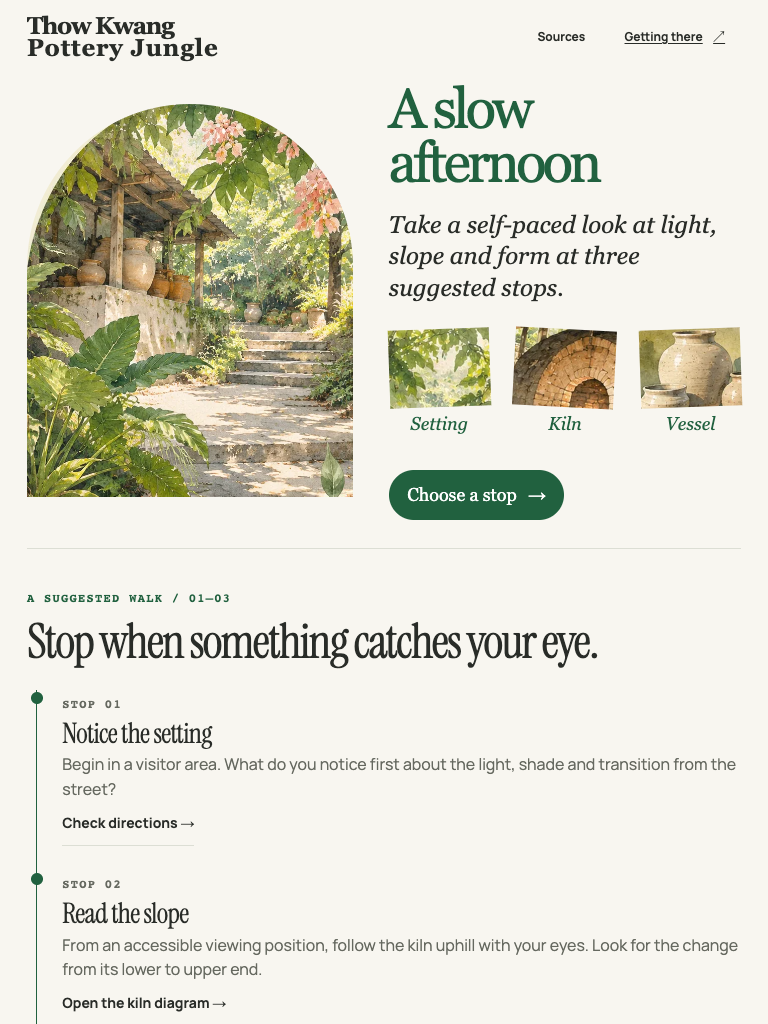 Thow Kwang
Pottery Jungle
Sources
Getting there ↗
A slow
afternoon
Take a self-paced look at light,
slope and form at three
suggested stops.
Setting
Kiln
Vessel
Choose a stop →
A SUGGESTED WALK / 01—03
Stop when something catches your eye.
STOP 01
Notice the setting
Begin in a visitor area. What do you notice first about the light, shade and transition from the
street?
Check directions →
STOP 02
Read the slope
From an accessible viewing position, follow the kiln uphill with your eyes. Look for the change
from its lower to upper end.
Open the kiln diagram →